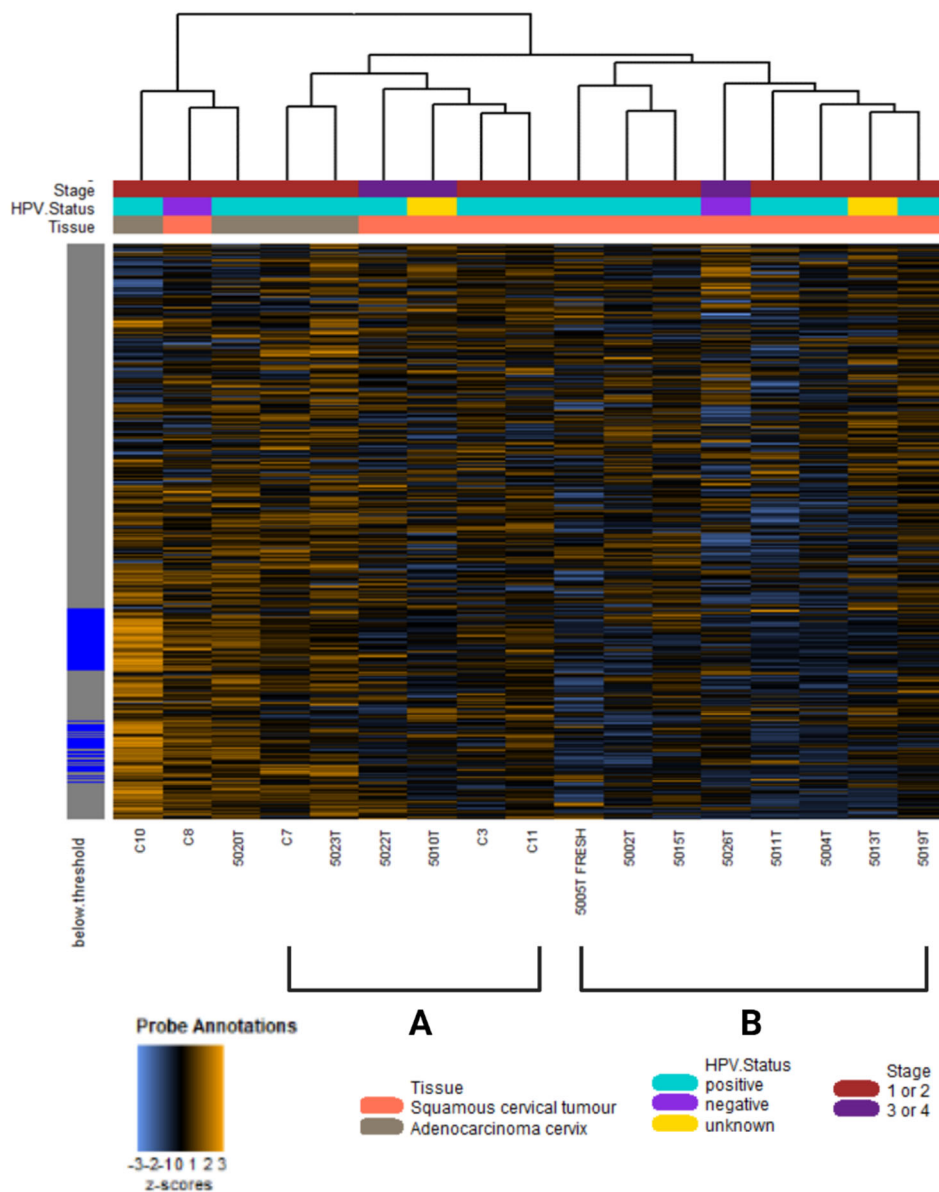 Stage
HPV.Status
Tissue
below.threshold
C10
C8
5020T
C7
5023T
5022T
5010T
C3
C11
5005T FRESH
5002T
5015T
5026T
5011T
5004T
5013T
5019T
A
B
Probe Annotations
-3-2-1 0 1 2 3
z-scores
Tissue
Squamous cervical tumour
Adenocarcinoma cervix
HPV.Status
positive
negative
unknown
Stage
1 or 2
3 or 4